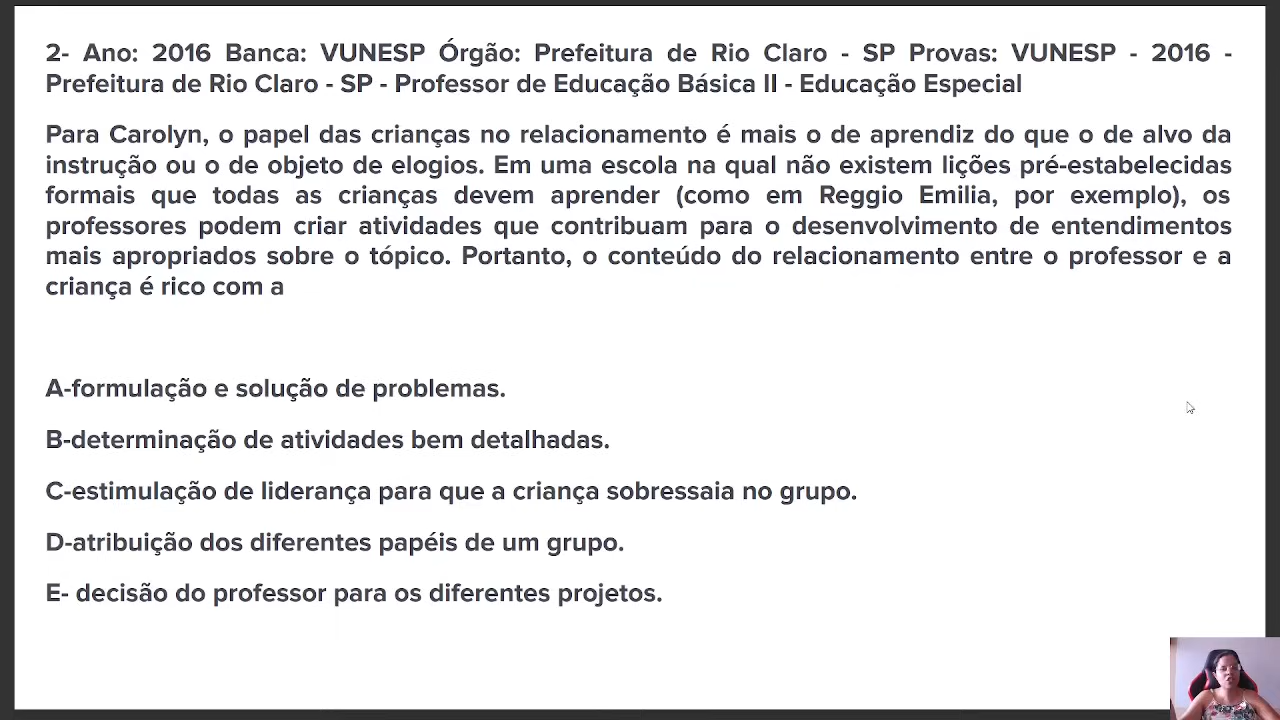 2- Ano: 2016 Banca: VUNESP Órgão: Prefeitura de Rio Claro - SP Provas: VUNESP - 2016 -
Prefeitura de Rio Claro - SP - Professor de Educação Básica II - Educação Especial
Para Carolyn, o papel das crianças no relacionamento é mais o de aprendiz do que o de alvo da
instrução ou o de objeto de elogios. Em uma escola na qual não existem lições pré-estabelecidas
formais que todas as crianças devem aprender (como em Reggio Emilia, por exemplo), os
professores podem criar atividades que contribuam para o desenvolvimento de entendimentos
mais apropriados sobre o tópico. Portanto, o conteúdo do relacionamento entre o professor e a
criança é rico com a
A-formulação e solução de problemas.
B-determinação de atividades bem detalhadas.
C-estimulação de liderança para que a criança sobressaia no grupo.
D-atribuição dos diferentes papéis de um grupo.
E- decisão do professor para os diferentes projetos.